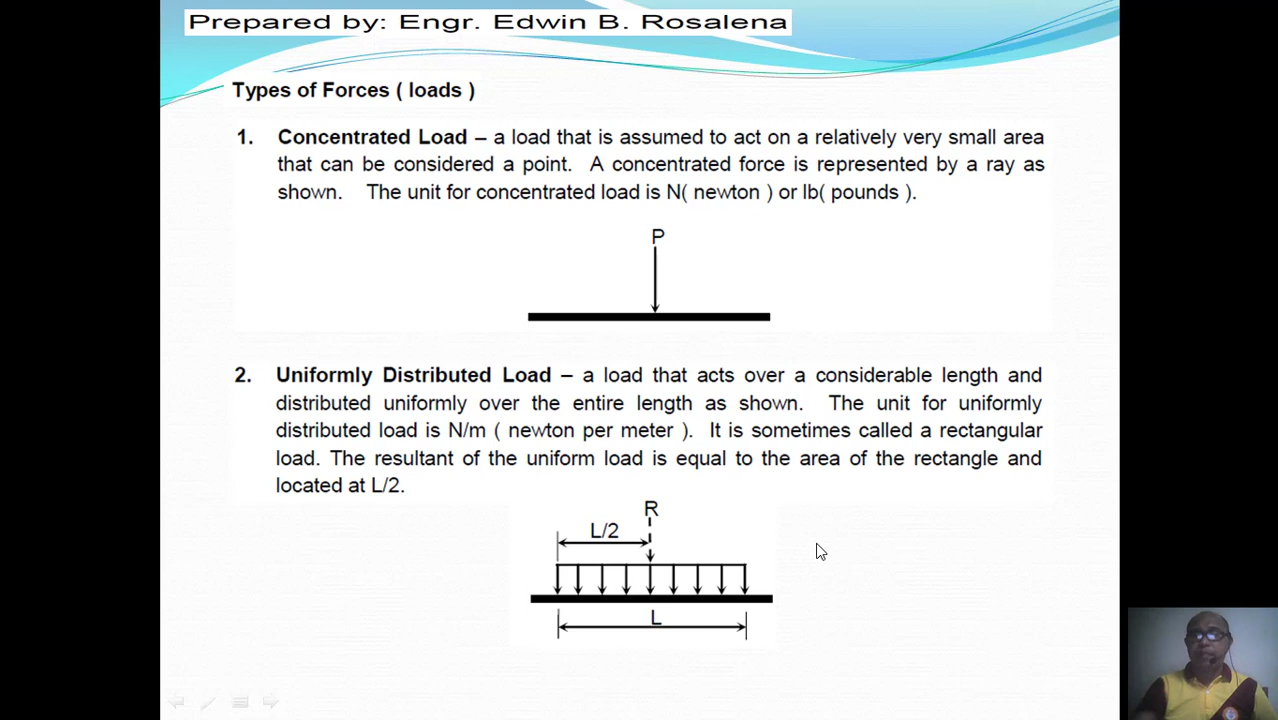 Prepared by: Engr. Edwin B. Rosalena
Types of Forces ( loads )
1. Concentrated Load – a load that is assumed to act on a relatively very small area
that can be considered a point. A concentrated force is represented by a ray as
shown. The unit for concentrated load is N( newton ) or lb( pounds ).
P
2. Uniformly Distributed Load – a load that acts over a considerable length and
distributed uniformly over the entire length as shown. The unit for uniformly
distributed load is N/m ( newton per meter ). It is sometimes called a rectangular
load. The resultant of the uniform load is equal to the area of the rectangle and
located at L/2.
R
L/2
L